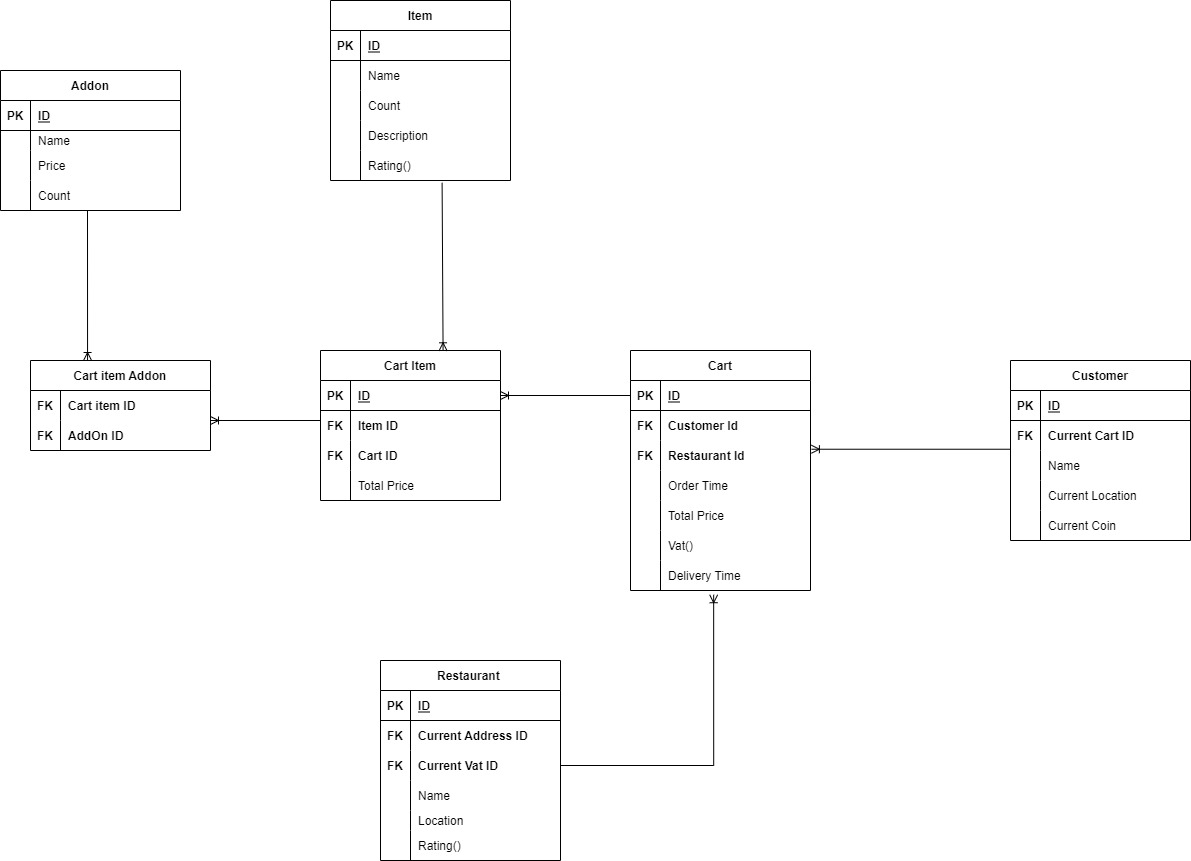 Item
PK ID
Name
Count
Description
Rating()
Addon
PK ID
Name
Price
Count
Cart item Addon
FK Cart item ID
FK AddOn ID
Cart Item
PK ID
FK Item ID
FK Cart ID
Total Price
Cart
PK ID
FK Customer Id
FK Restaurant Id
Order Time
Total Price
Vat()
Delivery Time
Customer
PK ID
FK Current Cart ID
Name
Current Location
Current Coin
Restaurant
PK ID
FK Current Address ID
FK Current Vat ID
Name
Location
Rating()